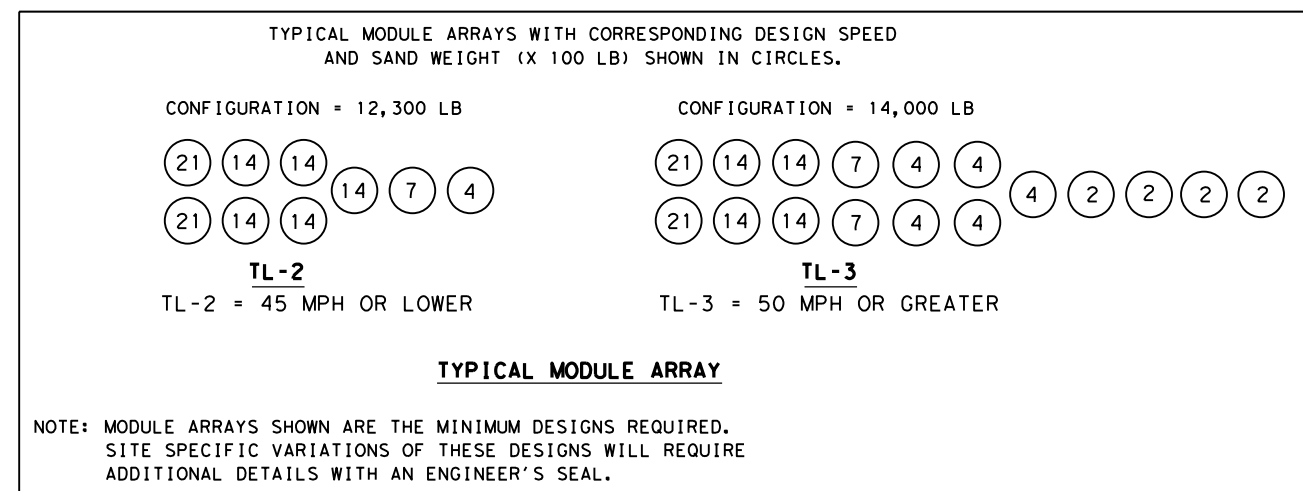 TYPICAL MODULE ARRAYS WITH CORRESPONDING DESIGN SPEED
AND SAND WEIGHT (X 100 LB) SHOWN IN CIRCLES.
CONFIGURATION = 12,300 LB
21 14 14
14 7 4
21 14 14
TL-2
TL-2 = 45 MPH OR LOWER
CONFIGURATION = 14,000 LB
21 14 14 7 4 4
4 2 2 2 2
21 14 14 7 4 4
TL-3
TL-3 = 50 MPH OR GREATER
TYPICAL MODULE ARRAY
NOTE: MODULE ARRAYS SHOWN ARE THE MINIMUM DESIGNS REQUIRED.
SITE SPECIFIC VARIATIONS OF THESE DESIGNS WILL REQUIRE
ADDITIONAL DETAILS WITH AN ENGINEER'S SEAL.